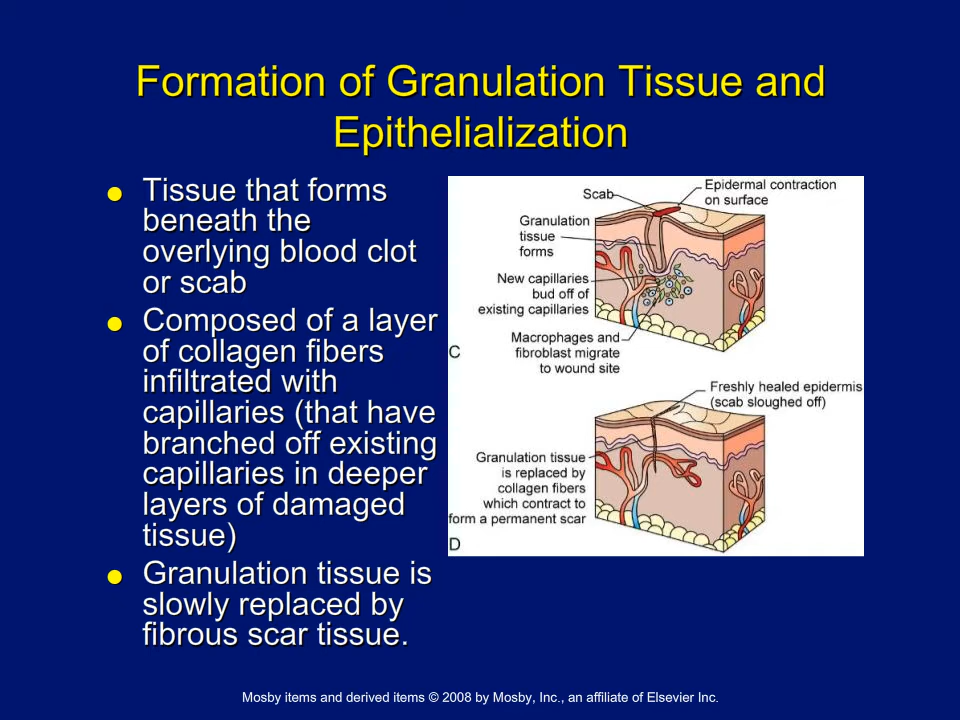 Formation of Granulation Tissue and
Epithelialization
● Tissue that forms
beneath the
overlying blood clot
or scab
● Composed of a layer
of collagen fibers
infiltrated with
capillaries (that have
branched off existing
capillaries in deeper
layers of damaged
tissue)
● Granulation tissue is
slowly replaced by
fibrous scar tissue.
Scab
Epidermal contraction
on surface
Granulation
tissue
forms
New capillaries
bud off of
existing capillaries
Macrophages and
fibroblast migrate
to wound site
C
Freshly healed epidermis
(scab sloughed off)
Granulation tissue
is replaced by
collagen fibers
which contract to
form a permanent scar
D
Mosby items and derived items © 2008 by Mosby, Inc., an affiliate of Elsevier Inc.